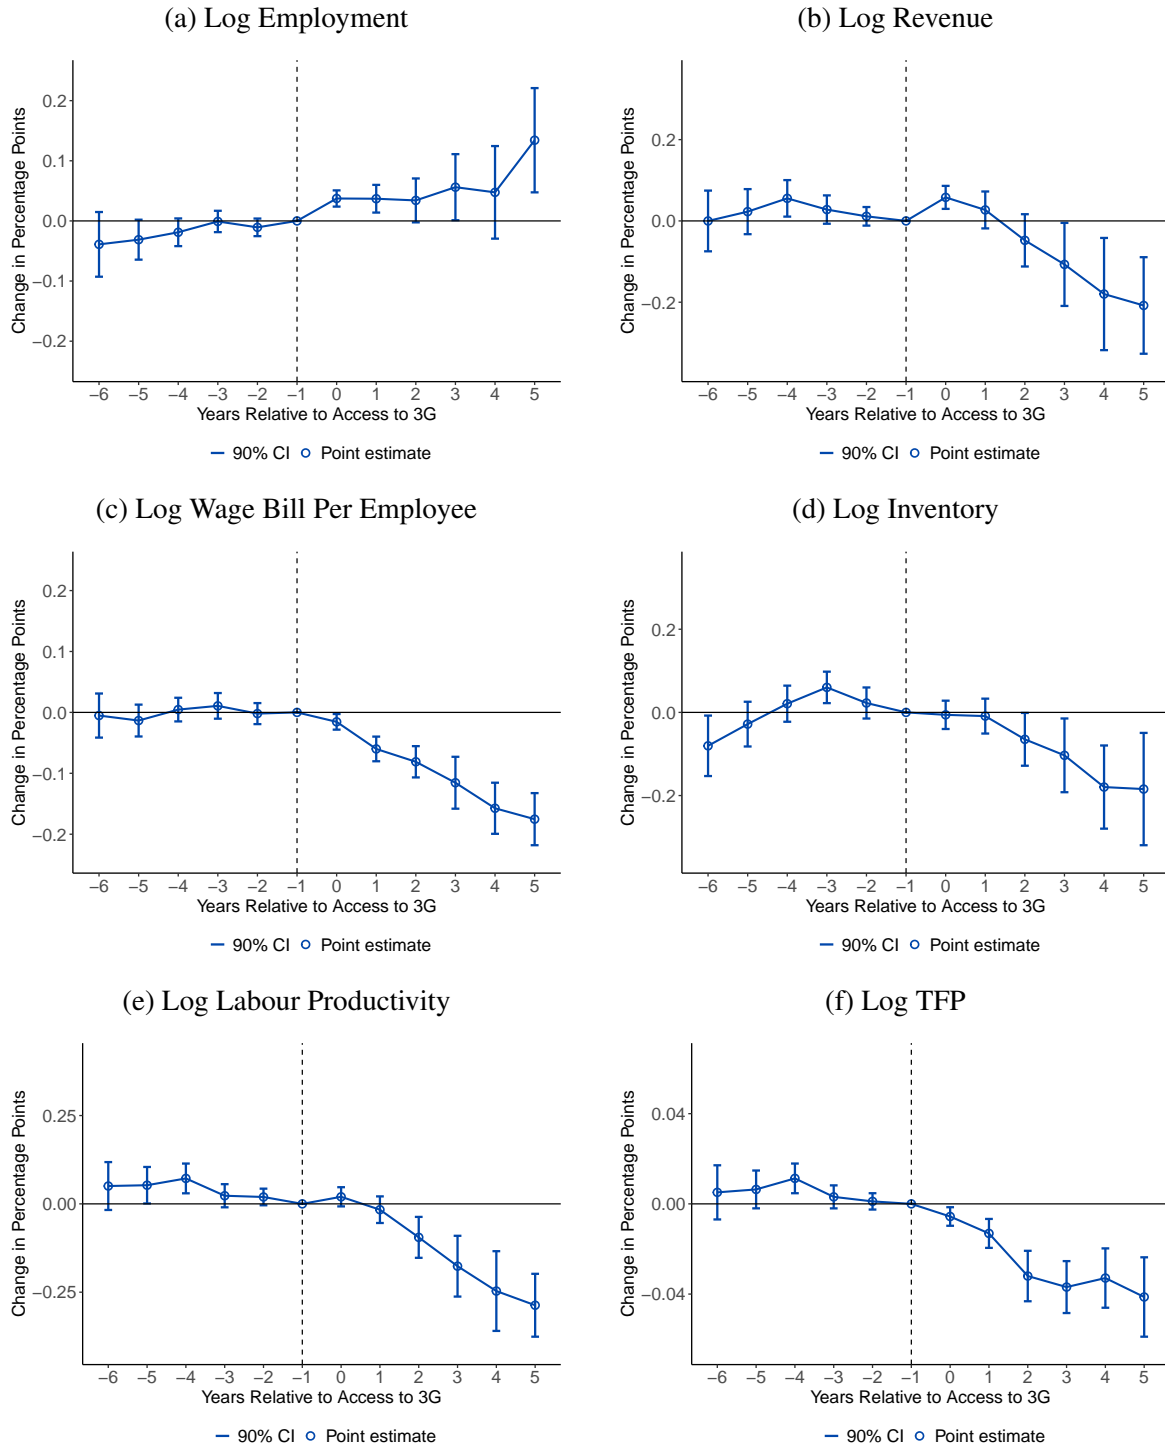 (a) Log Employment
Change in Percentage Points
0.2
0.1
0.0
−0.1
−0.2
−6 −5 −4 −3 −2 −1 0 1 2 3 4 5
Years Relative to Access to 3G
90% CI Point estimate
(b) Log Revenue
Change in Percentage Points
0.2
0.0
−0.2
−6 −5 −4 −3 −2 −1 0 1 2 3 4 5
Years Relative to Access to 3G
90% CI Point estimate
(c) Log Wage Bill Per Employee
Change in Percentage Points
0.2
0.1
0.0
−0.1
−0.2
−6 −5 −4 −3 −2 −1 0 1 2 3 4 5
Years Relative to Access to 3G
90% CI Point estimate
(d) Log Inventory
Change in Percentage Points
0.2
0.0
−0.2
−6 −5 −4 −3 −2 −1 0 1 2 3 4 5
Years Relative to Access to 3G
90% CI Point estimate
(e) Log Labour Productivity
Change in Percentage Points
0.25
0.00
−0.25
−6 −5 −4 −3 −2 −1 0 1 2 3 4 5
Years Relative to Access to 3G
90% CI Point estimate
(f) Log TFP
Change in Percentage Points
0.04
0.00
−0.04
−6 −5 −4 −3 −2 −1 0 1 2 3 4 5
Years Relative to Access to 3G
90% CI Point estimate